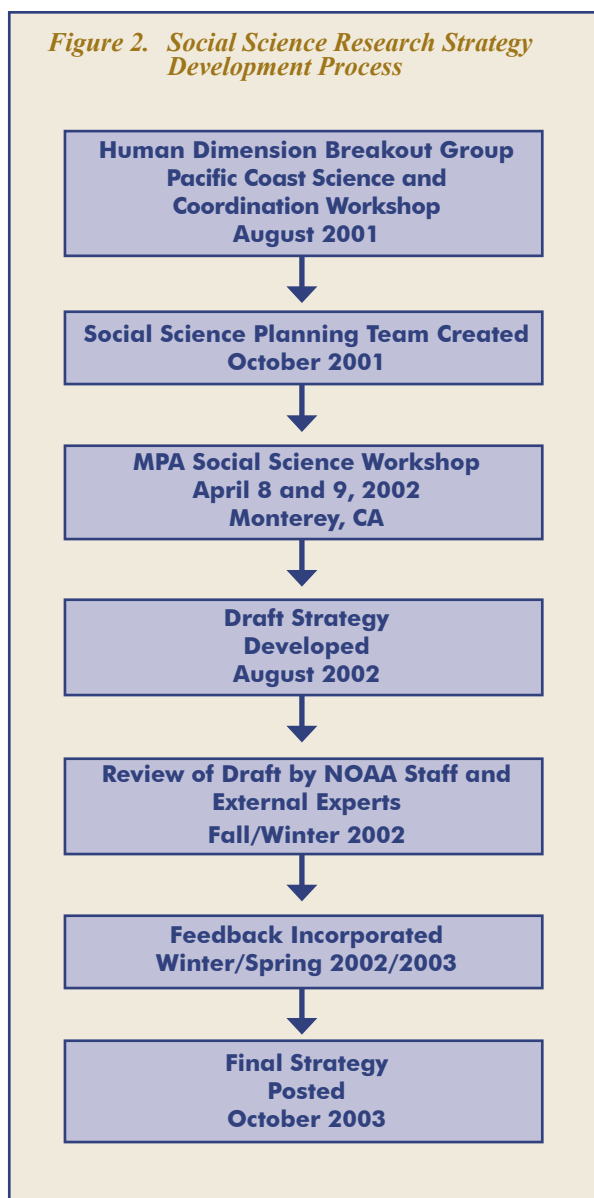 Figure 2. Social Science Research Strategy
Development Process
Human Dimension Breakout Group
Pacific Coast Science and
Coordination Workshop
August 2001
Social Science Planning Team Created
October 2001
MPA Social Science Workshop
April 8 and 9, 2002
Monterey, CA
Draft Strategy
Developed
August 2002
Review of Draft by NOAA Staff and
External Experts
Fall/Winter 2002
Feedback Incorporated
Winter/Spring 2002/2003
Final Strategy
Posted
October 2003